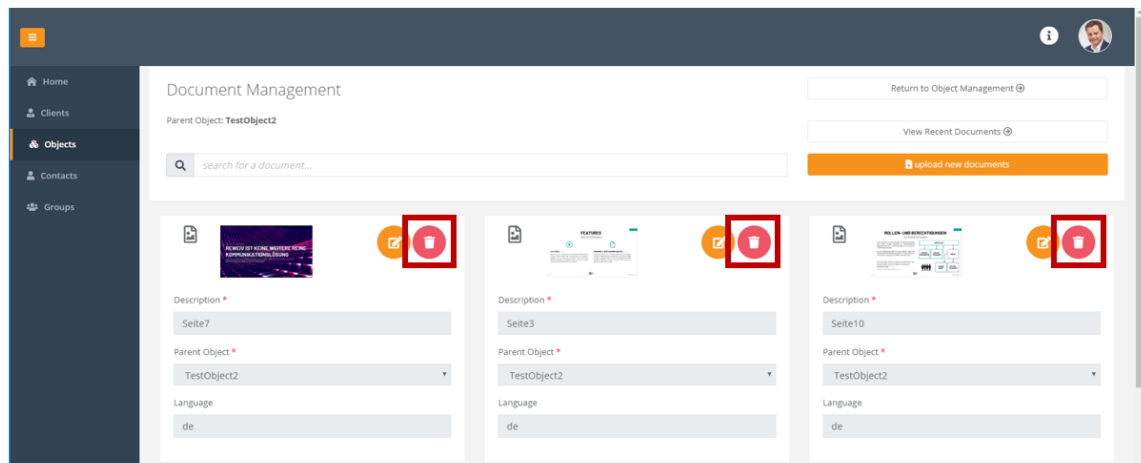 Home
Clients
Objects
Contacts
Groups
Document Management
Return to Object Management
Parent Object: TestObject2
View Recent Documents
search for a document...
upload new documents
REWOV IST KEINE WEITERE REINE
KOMMUNIKATIONSLÖSUNG
FEATURES
ROLLEN- UND BERECHTIGUNGEN
Description *
Seite7
Parent Object *
TestObject2
Language
de
Description *
Seite3
Parent Object *
TestObject2
Language
de
Description *
Seite10
Parent Object *
TestObject2
Language
de